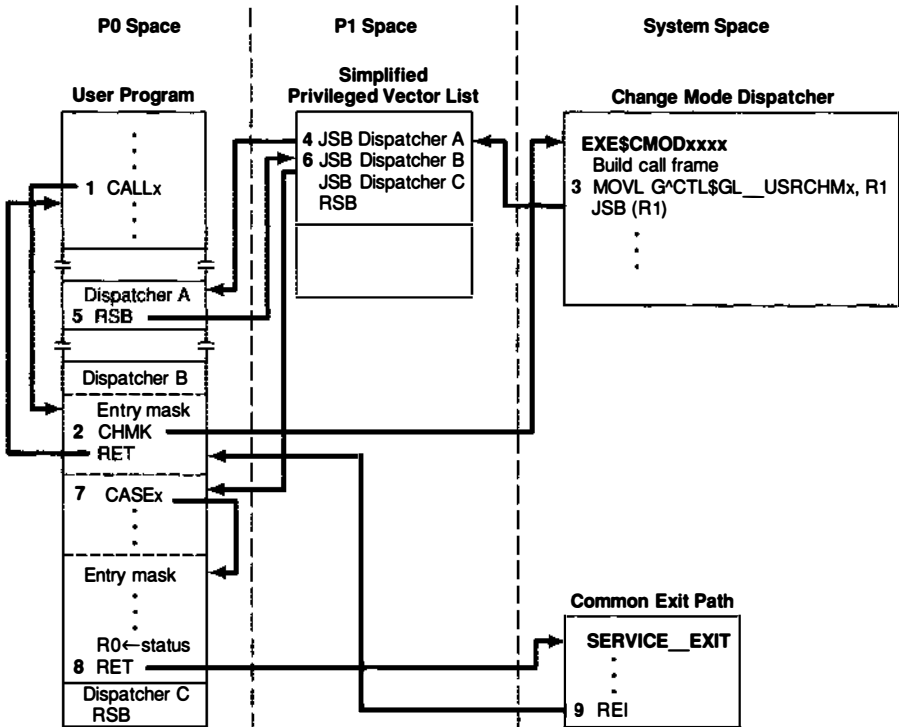 P0 Space
P1 Space
System Space
User Program
1 CALLx
Dispatcher A
5 RSB
Dispatcher B
Entry mask
2 CHMK
RET
7 CASEx
Entry mask
R0←status
8 RET
Dispatcher C
RSB
Simplified
Privileged Vector List
4 JSB Dispatcher A
6 JSB Dispatcher B
JSB Dispatcher C
RSB
Change Mode Dispatcher
EXE$CMODxxxx
Build call frame
3 MOVL G^CTL$GL__USRCHMx, R1
JSB (R1)
Common Exit Path
SERVICE__EXIT
9 REI